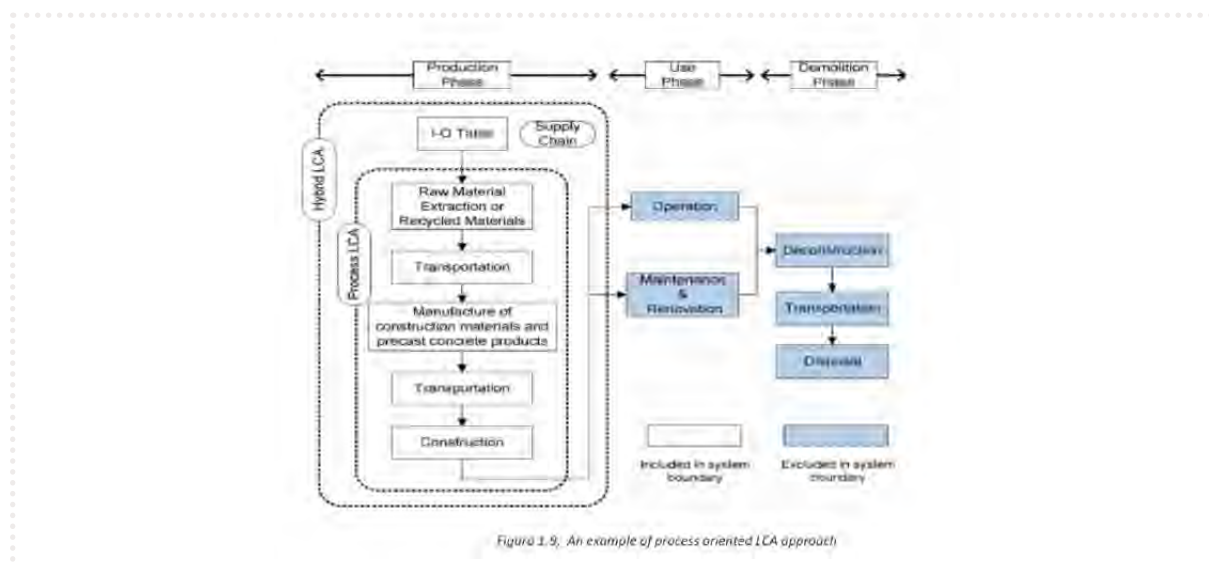 Production
Phase
Use
Phase
Demolition
Phase
I-O Table
Supply
Chain
Hybrid LCA
Process LCA
Raw Material
Extraction or
Recycled Materials
Transportation
Manufacture of
construction materials and
precast concrete products
Transportation
Construction
Operation
Maintenance
&
Renovation
Deconstruction
Transportation
Disposal
Included in system
boundary
Excluded in system
boundary
Figure 1.9; An example of process oriented LCA approach